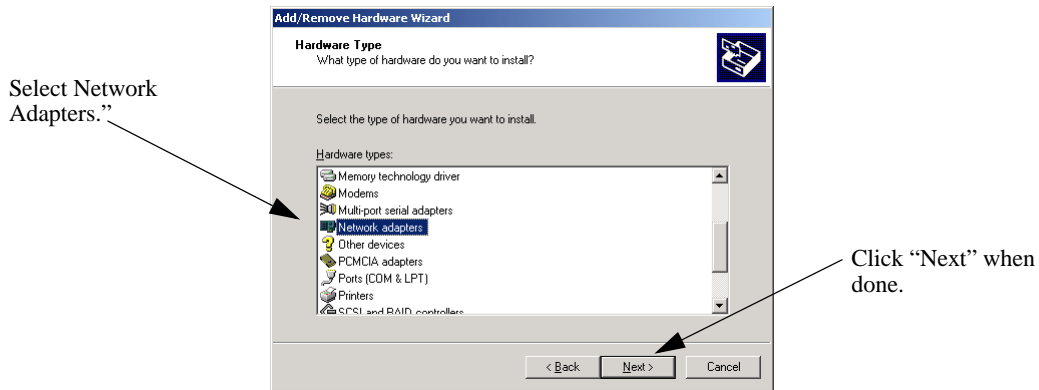 Add/Remove Hardware Wizard
Hardware Type
What type of hardware do you want to install?
Select Network
Adapters.”
Select the type of hardware you want to install.
Hardware types:
Memory technology driver
Modems
Multi-port serial adapters
Network adapters
Other devices
PCMCIA adapters
Ports (COM & LPT)
Printers
SCSI and RAID controllers
Click “Next” when
done.
< Back Next > Cancel